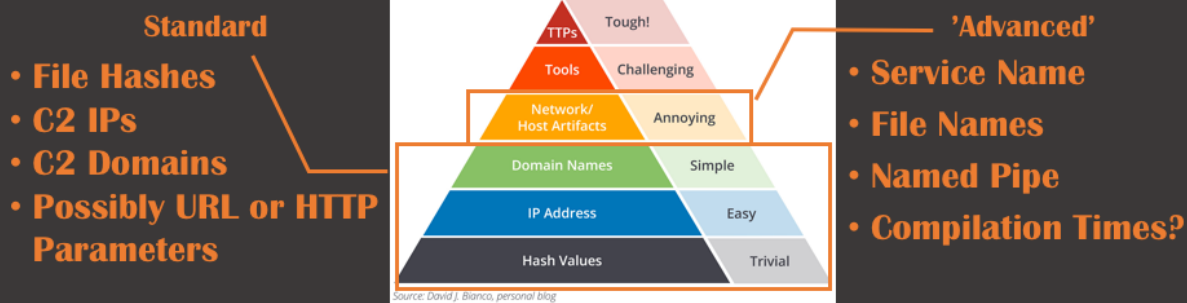 Standard
• File Hashes
• C2 IPs
• C2 Domains
• Possibly URL or HTTP
Parameters
TTPs
Tough!
Tools
Challenging
Network/
Host Artifacts
Annoying
Domain Names
Simple
IP Address
Easy
Hash Values
Trivial
Source: David J. Bianco, personal blog
’Advanced’
• Service Name
• File Names
• Named Pipe
• Compilation Times?